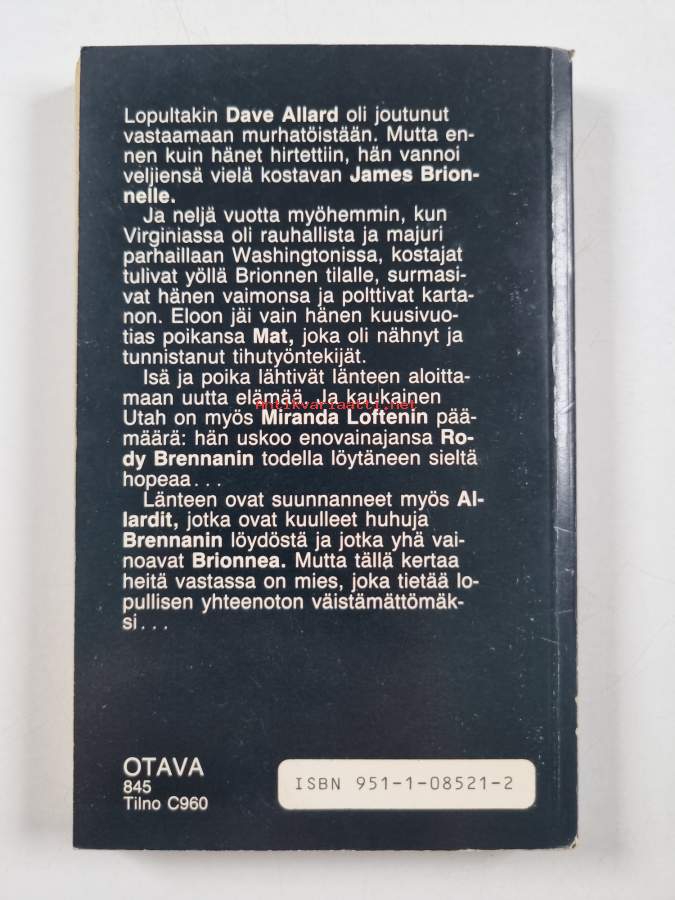 Lopultakin Dave Allard oli joutunut
vastaamaan murhatöistään. Mutta en-
nen kuin hänet hirtettiin, hän vannoi
veljiensä vielä kostavan James Brion-
nelle.
Ja neljä vuotta myöhemmin, kun
Virginiassa oli rauhallista ja majuri
parhaillaan Washingtonissa, kostajat
tulivat yöllä Brionnen tilalle, surmasi-
vat hänen vaimonsa ja polttivat karta-
non. Eloon jäi vain hänen kuusivuo-
tias poikansa Mat, joka oli nähnyt ja
tunnistanut tihutyöntekijät.
Isä ja poika lähtivät länteen aloitta-
maan uutta elämää. Ja kaukainen
Antikvariaatti.net
Utah on myös Miranda Loftenin pää-
määrä: hän uskoo enovainajansa Ro-
dy Brennanin todella löytäneen sieltä
hopeaa...
Länteen ovat suunnanneet myös Al-
lardit, jotka ovat kuulleet huhuja
Brennanin löydöstä ja jotka yhä vai-
noavat Brionnea. Mutta tällä kertaa
heitä vastassa on mies, joka tietää lo-
pullisen yhteenoton väistämättömäk-
si...
OTAVA
845
Tilno C960
ISBN 951-1-08521-2